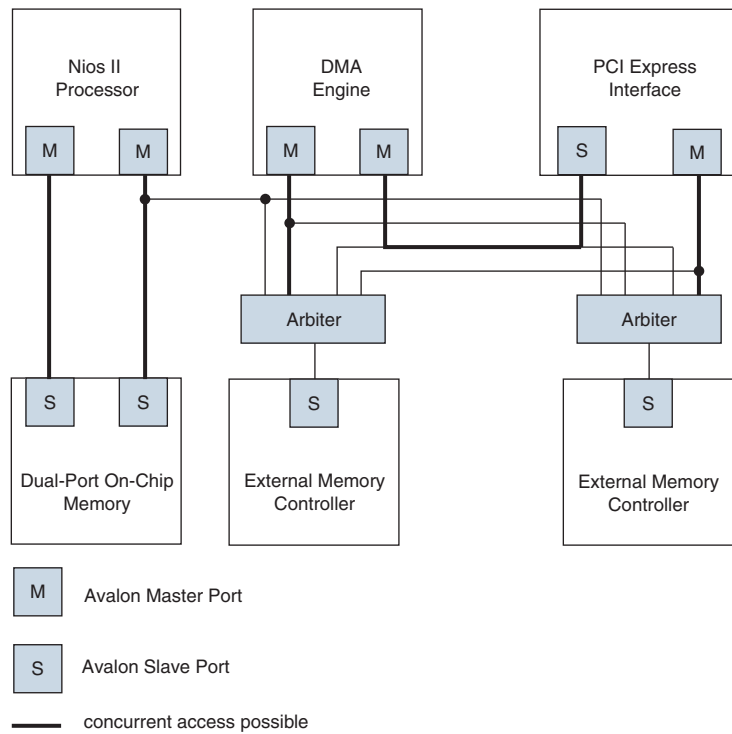 Nios II
Processor
M
M
DMA
Engine
M
M
PCI Express
Interface
S
M
Arbiter
Arbiter
S
S
Dual-Port On-Chip
Memory
S
External Memory
Controller
S
External Memory
Controller
M
Avalon Master Port
S
Avalon Slave Port
concurrent access possible